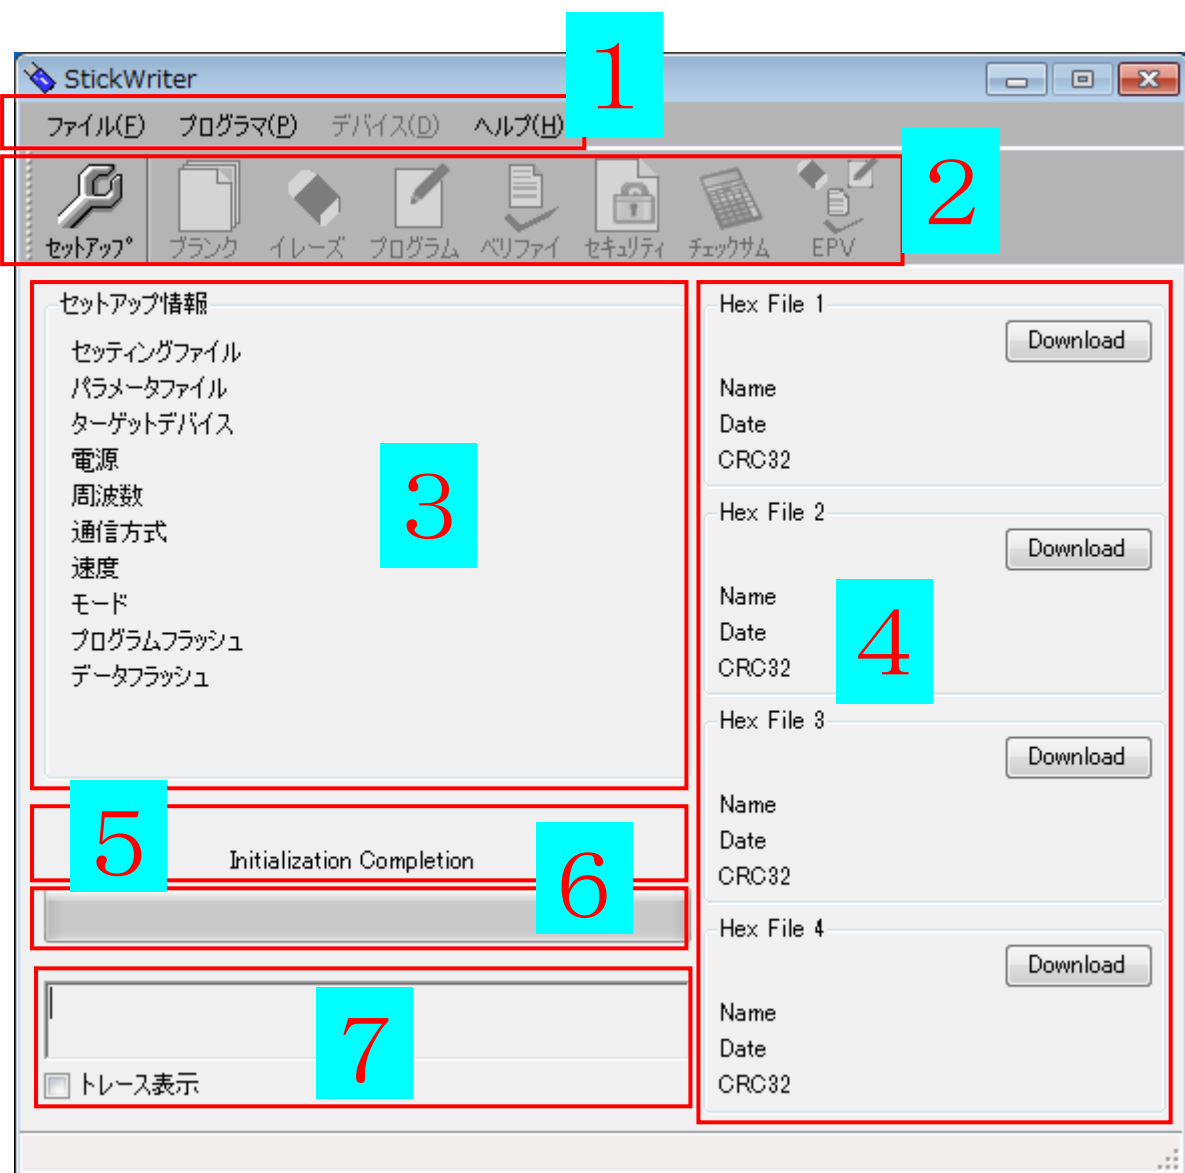 1
StickWriter
ファイル(F) プログラマ(P) デバイス(D) ヘルプ(H)
2
セットアップ ブランク イレーズ プログラム ベリファイ セキュリティ チェックサム EPV
セットアップ情報
セッティングファイル
パラメータファイル
ターゲットデバイス
電源
周波数
通信方式
速度
モード
プログラムフラッシュ
データフラッシュ
3
Hex File 1
Download
Name
Date
CRC32
Hex File 2
Download
Name
Date
CRC32
4
Hex File 3
Download
Name
Date
CRC32
Hex File 4
Download
Name
Date
CRC32
5
Initialization Completion
6
7
トレース表示